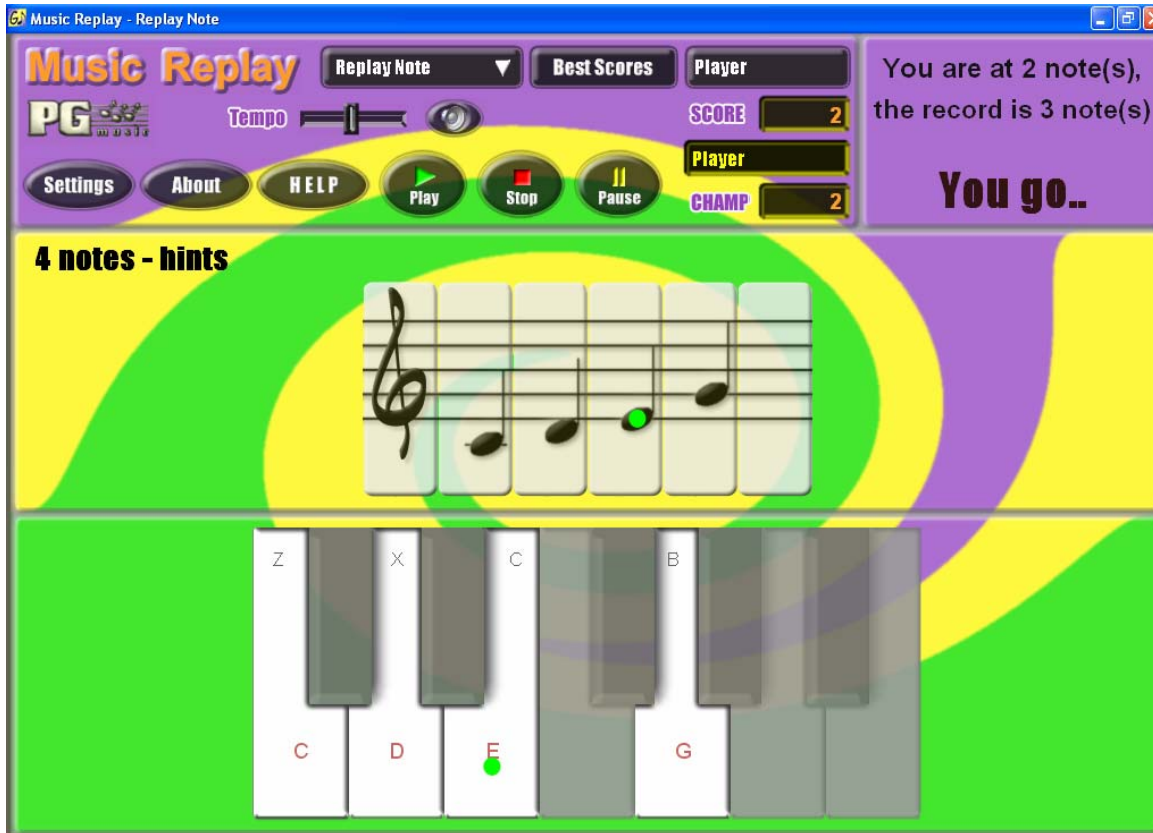 Music Replay - Replay Note
Music Replay
Replay Note
Best Scores
Player
PG music
Tempo
SCORE 2
Player
CHAMP 2
Settings
About
HELP
Play
Stop
Pause
You are at 2 note(s),
the record is 3 note(s)
You go..
4 notes - hints
Z X C B
C D E G